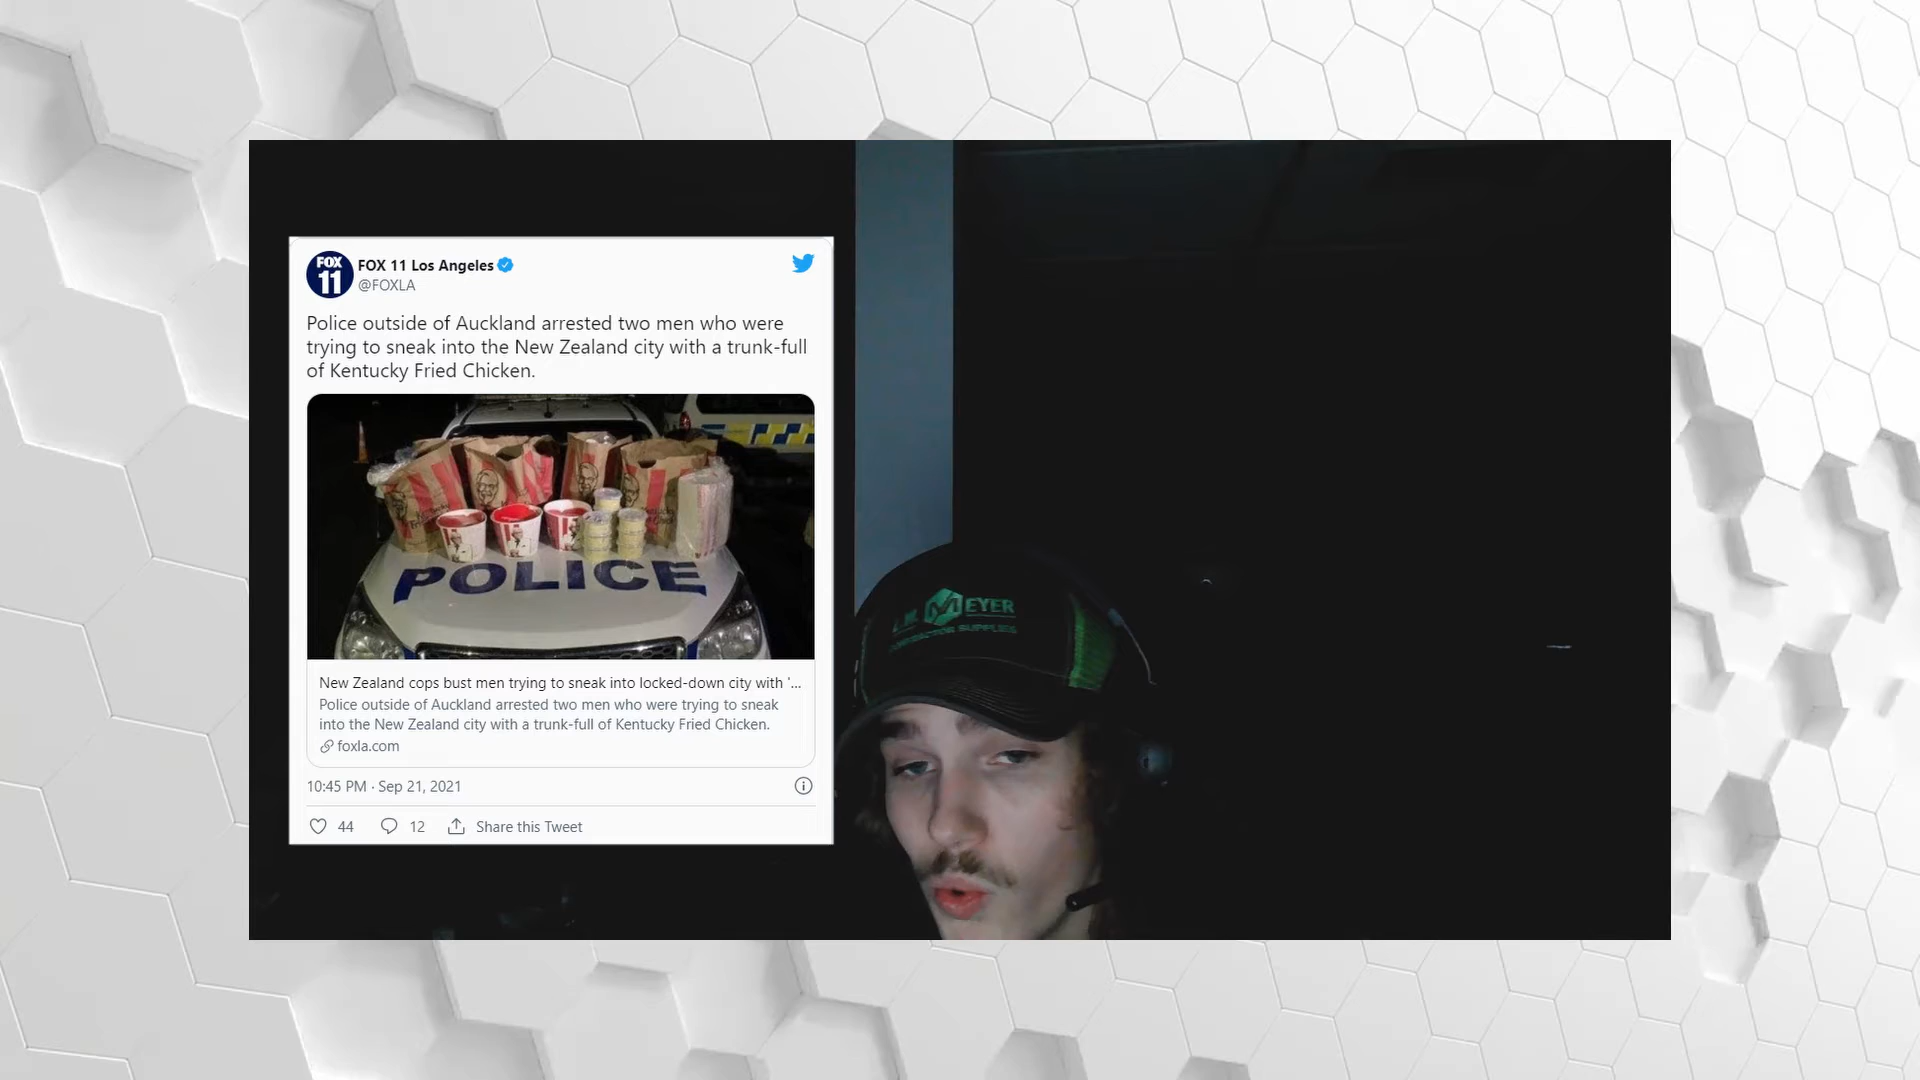 FOX
11
FOX 11 Los Angeles
@FOXLA
Police outside of Auckland arrested two men who were
trying to sneak into the New Zealand city with a trunk-full
of Kentucky Fried Chicken.
POLICE
New Zealand cops bust men trying to sneak into locked-down city with '...
Police outside of Auckland arrested two men who were trying to sneak
into the New Zealand city with a trunk-full of Kentucky Fried Chicken.
foxla.com
10:45 PM · Sep 21, 2021
44 12 Share this Tweet
MEYER
CONTRACTOR SUPPLIES